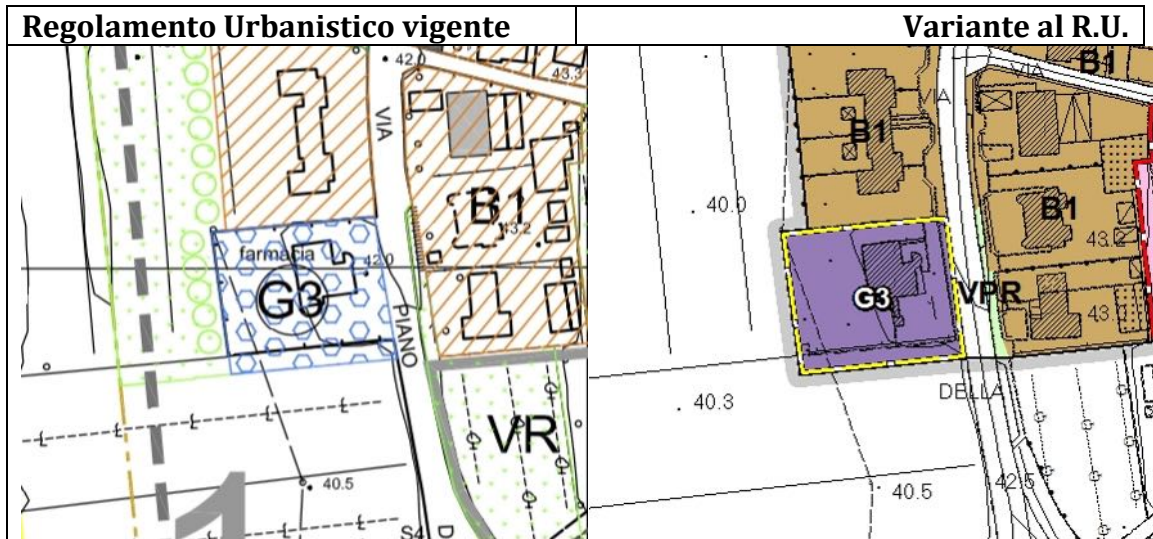 Regolamento Urbanistico vigente
Variante al R.U.
42.0
43.3
VIA
B1
43.2
farmacia
42.0
G3
PIANO
VR
40.5
1
S4
D
B1
VIA
VIA
B1
40.0
B1
43.2
G3
VPR
43.0
DELLA
40.3
40.5
42.5